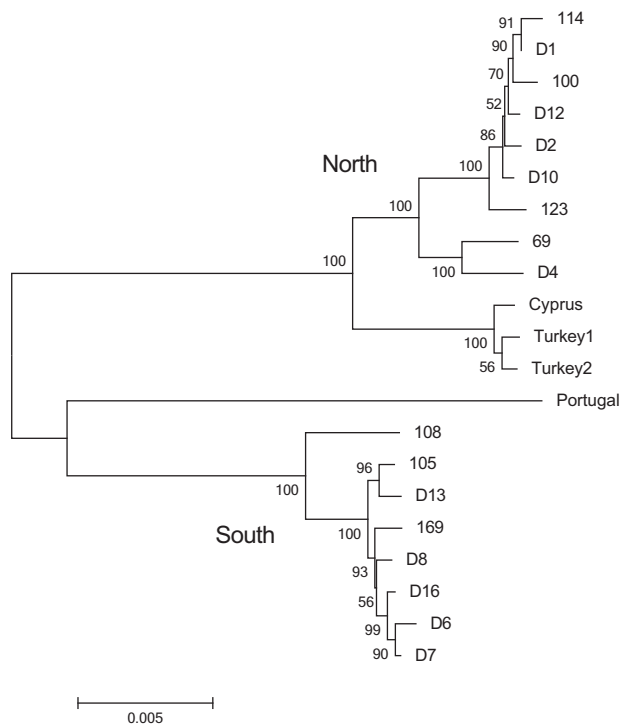 114
91
D1
90
100
70
D12
52
D2
86
North
100
D10
123
100
69
100
D4
100
Cyprus
Turkey1
100
Turkey2
56
Portugal
108
105
96
D13
100
169
South
100
D8
93
D16
56
D6
99
D7
90
0.005